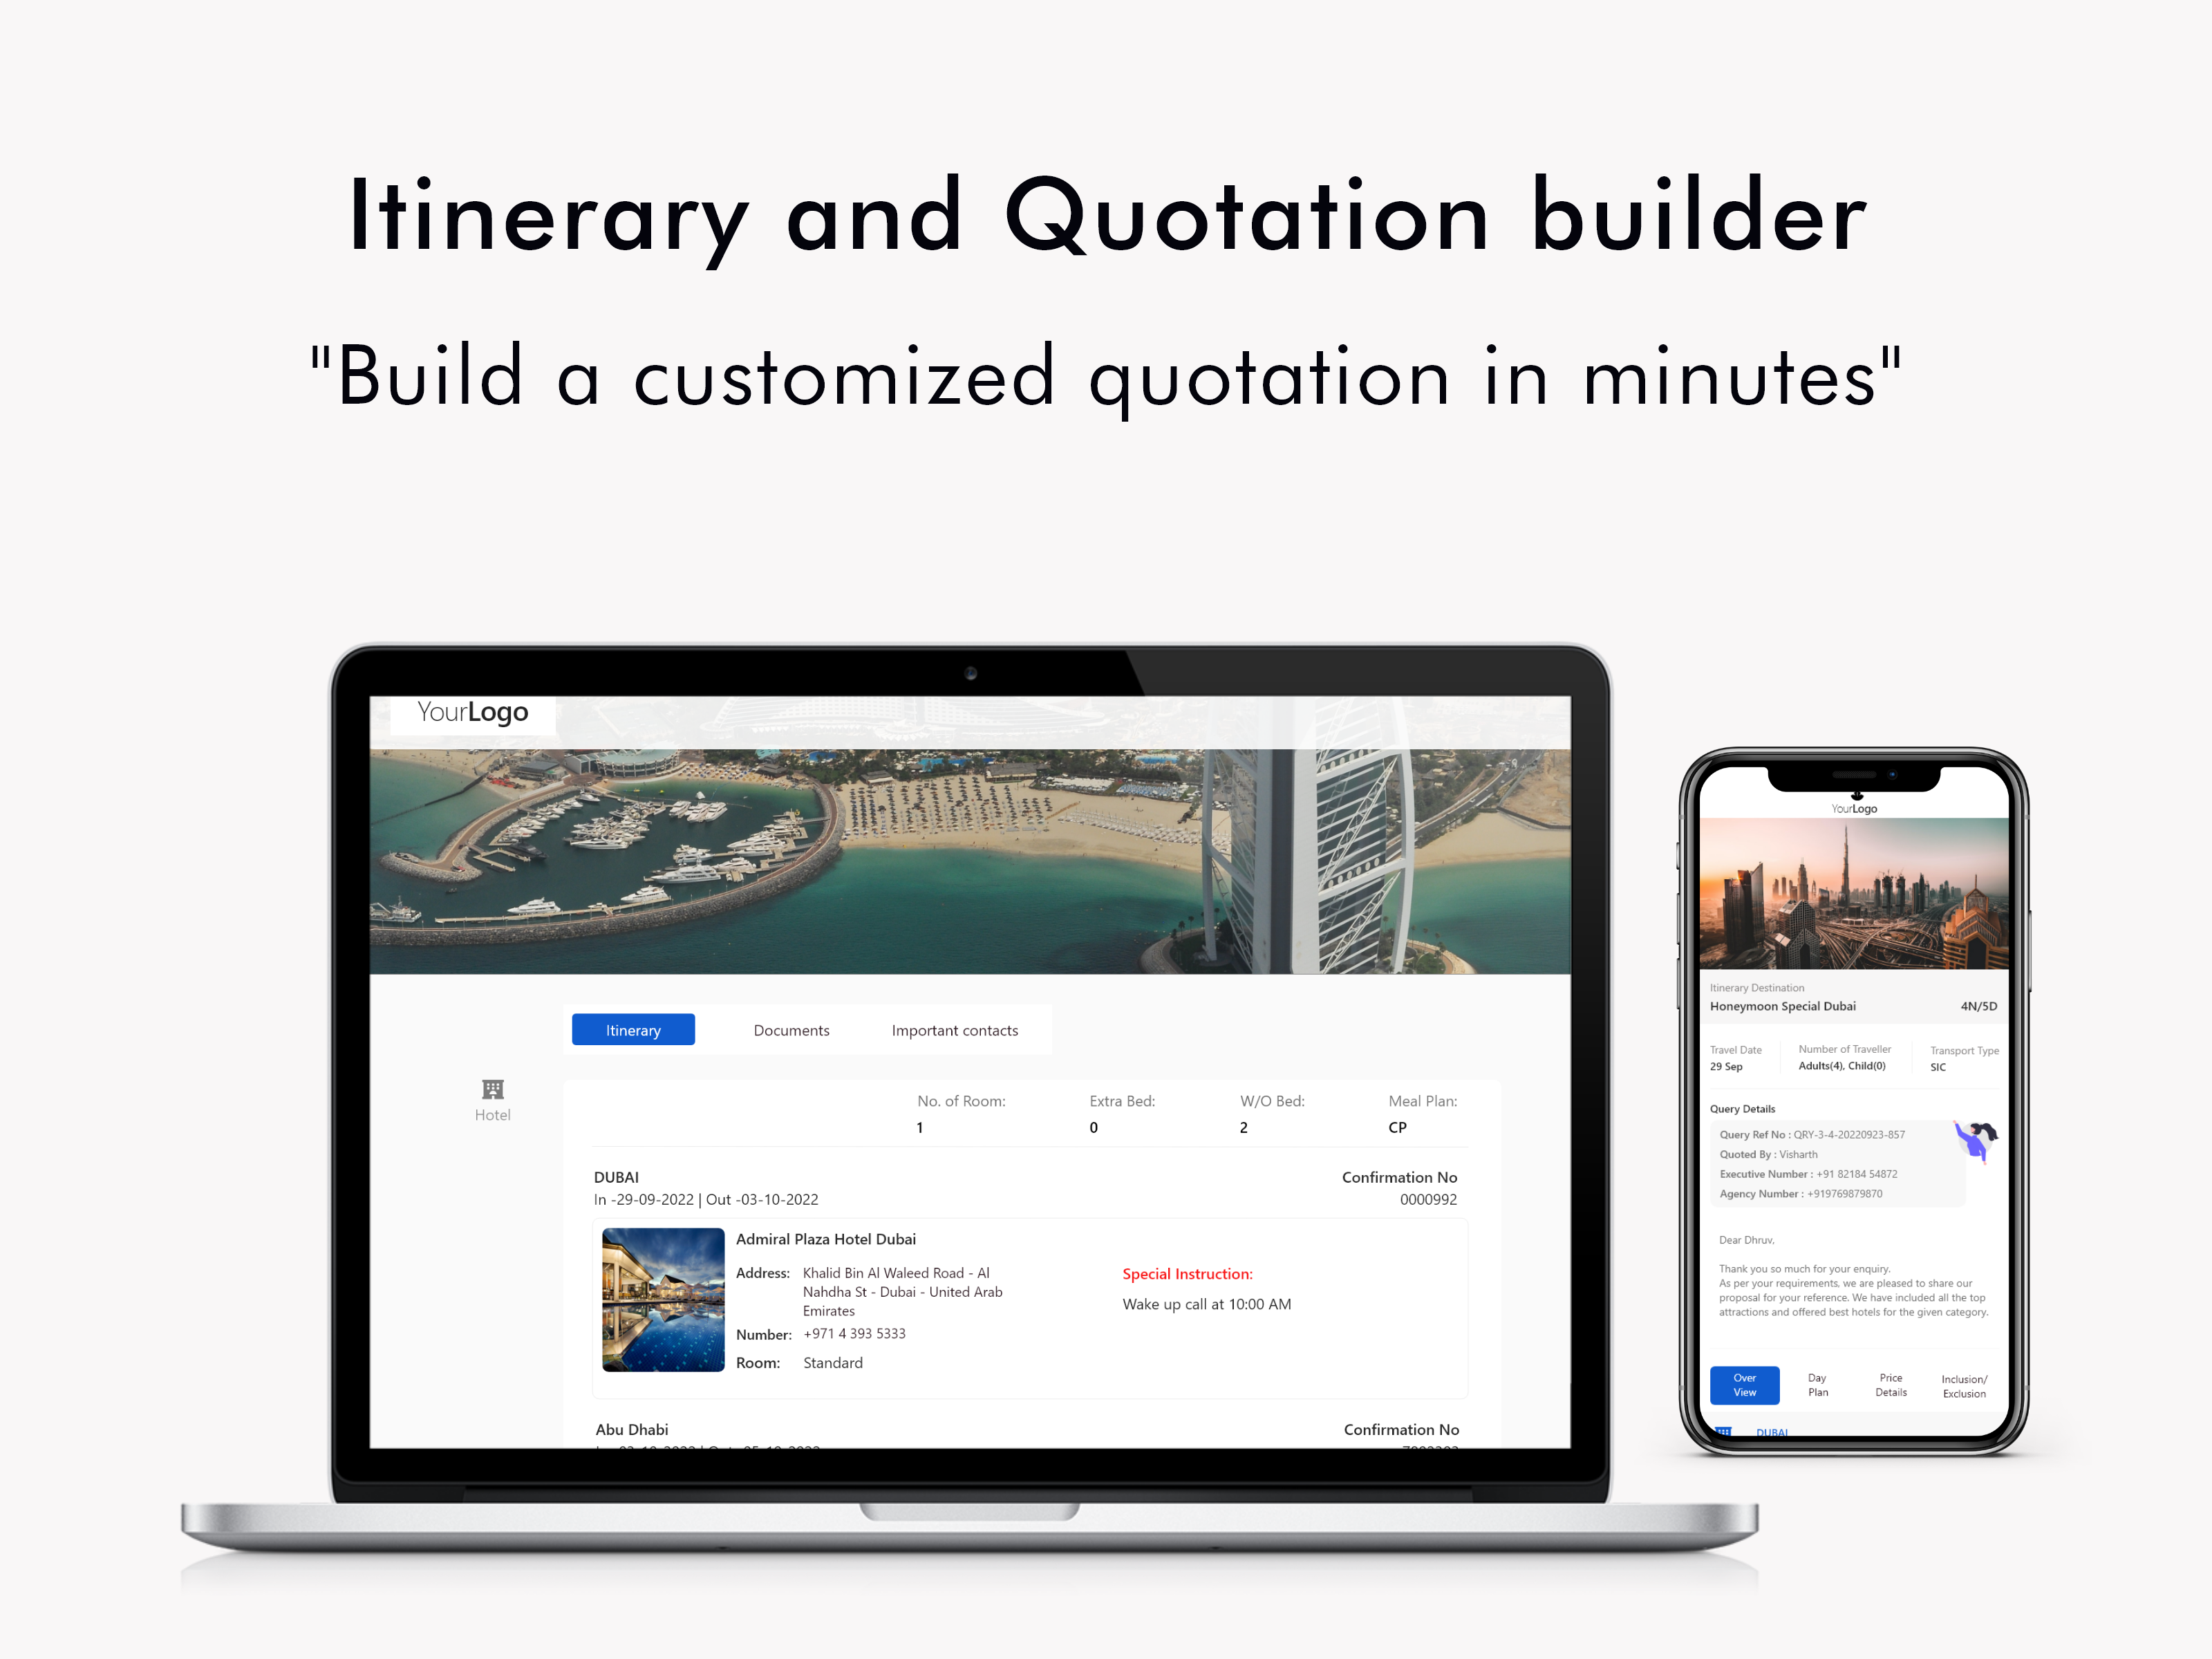 Itinerary and Quotation builder
"Build a customized quotation in minutes"
YourLogo
Itinerary
Documents
Important contacts
Hotel
No. of Room:
Extra Bed:
W/O Bed:
Meal Plan:
1
0
2
CP
DUBAI
Confirmation No
In -29-09-2022 | Out -03-10-2022
0000992
Admiral Plaza Hotel Dubai
Address: Khalid Bin Al Waleed Road - Al
Nahdha St - Dubai - United Arab
Emirates
Number: +971 4 393 5333
Room: Standard
Special Instruction:
Wake up call at 10:00 AM
Abu Dhabi
Confirmation No
YourLogo
Itinerary Destination
Honeymoon Special Dubai
4N/5D
Travel Date
Number of Traveller
Transport Type
29 Sep
Adults(4), Child(0)
SIC
Query Details
Query Ref No : QRY-3-4-20220923-857
Quoted By : Visharth
Executive Number : +91 82184 54872
Agency Number : +919769879870
Dear Dhruv,
Thank you so much for your enquiry.
As per your requirements, we are pleased to share our
proposal for your reference. We have included all the top
attractions and offered best hotels for the given category.
Over
View
Day
Plan
Price
Details
Inclusion/
Exclusion
DUBAI